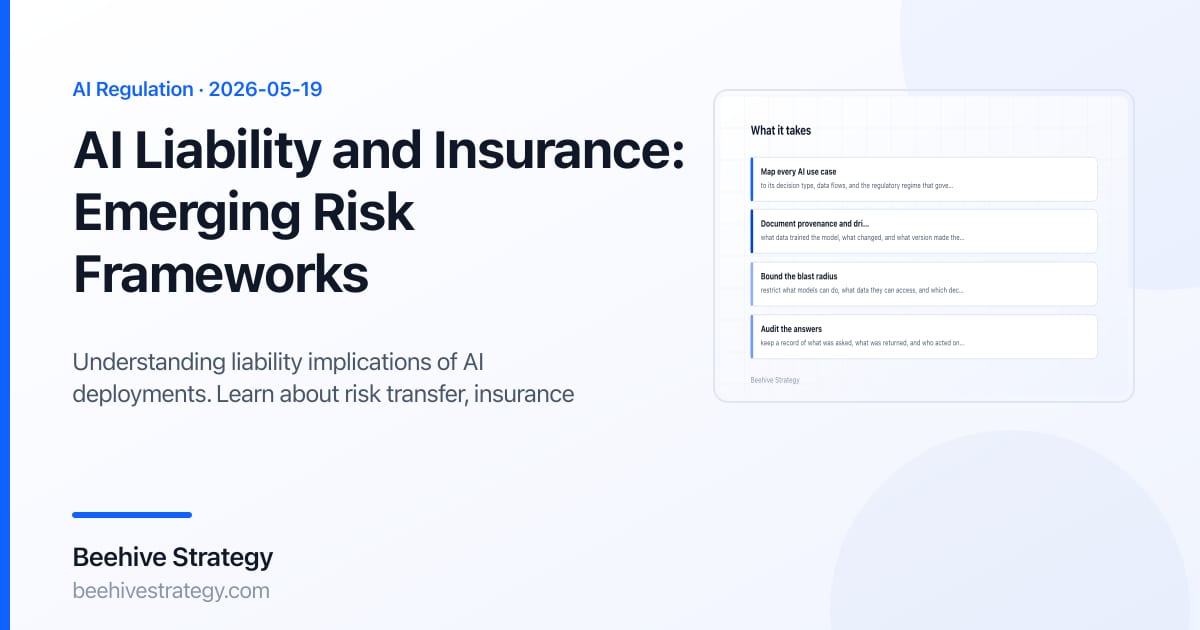 AI Regulation · 2026-05-19
AI Liability and Insurance:
Emerging Risk
Frameworks
Understanding liability implications of AI
deployments. Learn about risk transfer, insurance
Beehive Strategy
beehivestrategy.com
What it takes
Map every AI use case
to its decision type, data flows, and the regulatory regime that gove...
Document provenance and dri...
what data trained the model, what changed, and what version made the...
Bound the blast radius
restrict what models can do, what data they can access, and which dec...
Audit the answers
keep a record of what was asked, what was returned, and who acted on...
Beehive Strategy